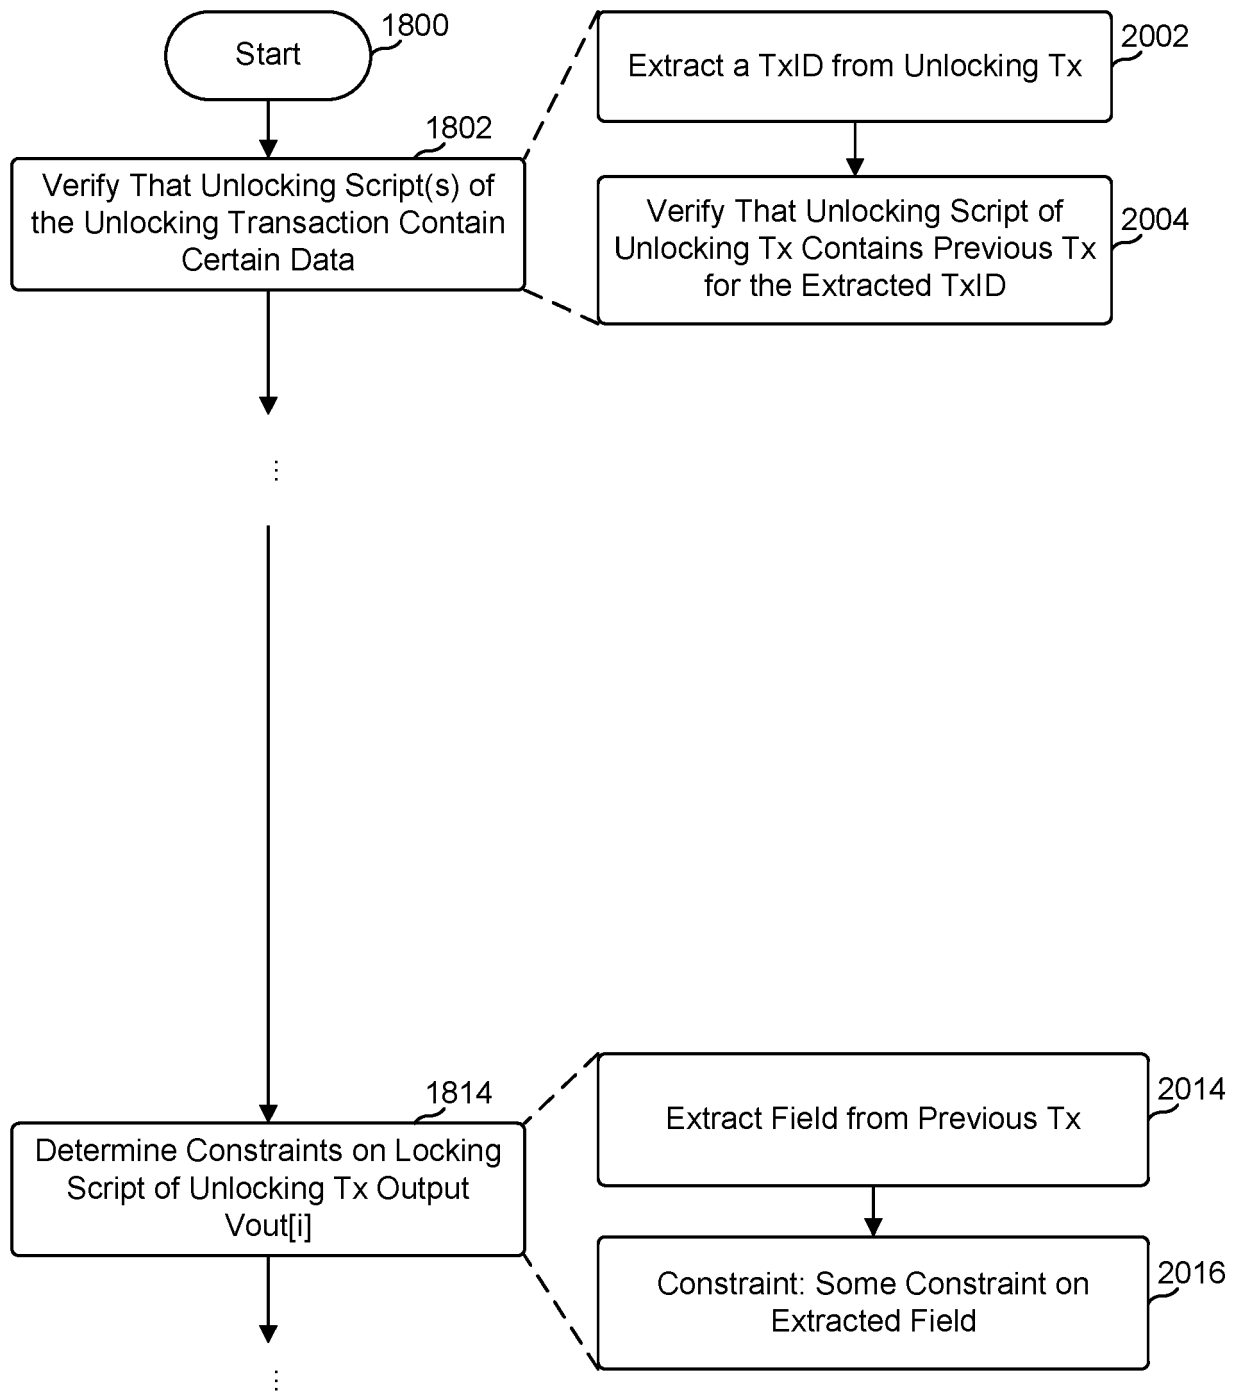 Start
1800
1802
Verify That Unlocking Script(s) of
the Unlocking Transaction Contain
Certain Data
Extract a TxID from Unlocking Tx
2002
Verify That Unlocking Script of
Unlocking Tx Contains Previous Tx
for the Extracted TxID
2004
...
1814
Determine Constraints on Locking
Script of Unlocking Tx Output
Vout[i]
Extract Field from Previous Tx
2014
Constraint: Some Constraint on
Extracted Field
2016
...